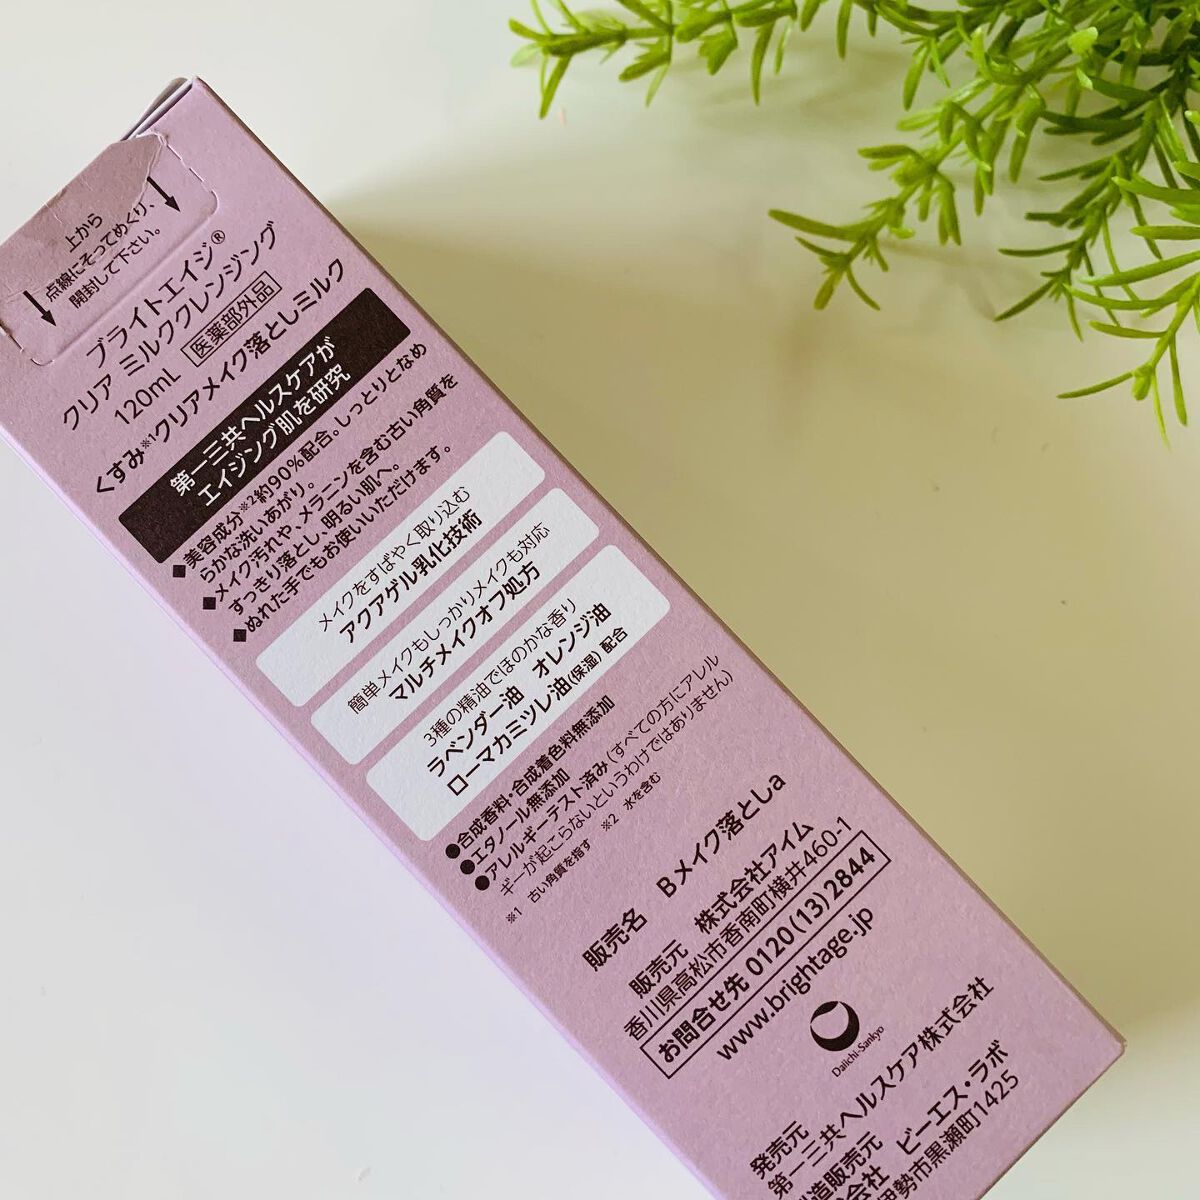 上から
点線にそってめくり、
開封して下さい。
ブライトエイジ®
クリア ミルククレンジング
120mL 医薬部外品
くすみ※1クリアメイク落としミルク
第一三共ヘルスケアが
エイジング肌を研究
■美容成分※2約90%配合。しっとりとなめ
らかな洗いあがり。
■メイク汚れや、メラニンを含む古い角質を
すっきり落とし、明るい肌へ。
■ぬれた手でもお使いいただけます。
メイクをすばやく取り込む
アクアゲル乳化技術
簡単メイクもしっかりメイクも対応
マルチメイクオフ処方
3種の精油でほのかな香り
ラベンダー油 オレンジ油
ローマカミツレ油(保湿)配合
●合成香料・合成着色料無添加
●エタノール無添加
●アレルギーテスト済み(すべての方にアレル
ギーが起こらないというわけではありません)
※1 古い角質を指す ※2 水を含む
販売名 Bメイク落としa
販売元 株式会社アイム
香川県高松市香南町横井460-1
お問合せ先 0120(13)2844
www.brightage.jp
Daiichi-Sankyo
発売元
第一三共ヘルスケア株式会社
造販売元
会社 ビーエス・ラボ
伊勢市黒瀬町1425